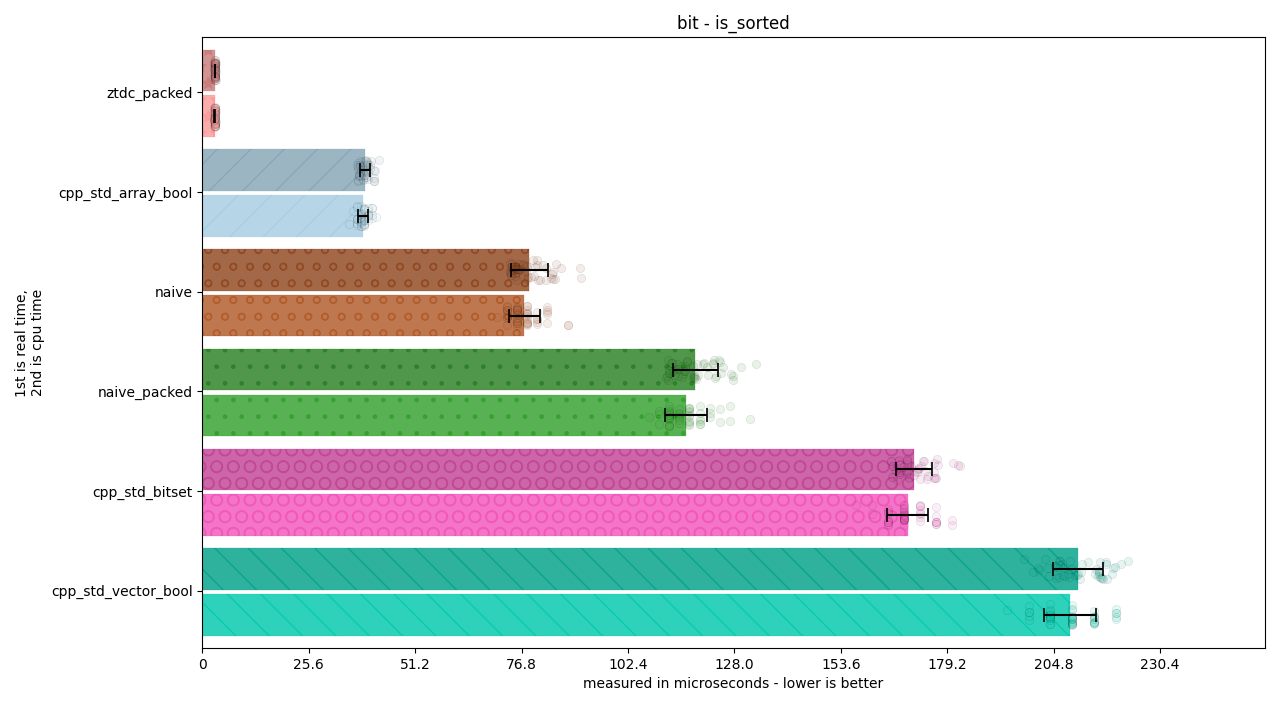 bit - is_sorted
ztdc_packed
cpp_std_array_bool
naive
naive_packed
cpp_std_bitset
cpp_std_vector_bool
1st is real time,
2nd is cpu time
0 25.6 51.2 76.8 102.4 128.0 153.6 179.2 204.8 230.4
measured in microseconds - lower is better